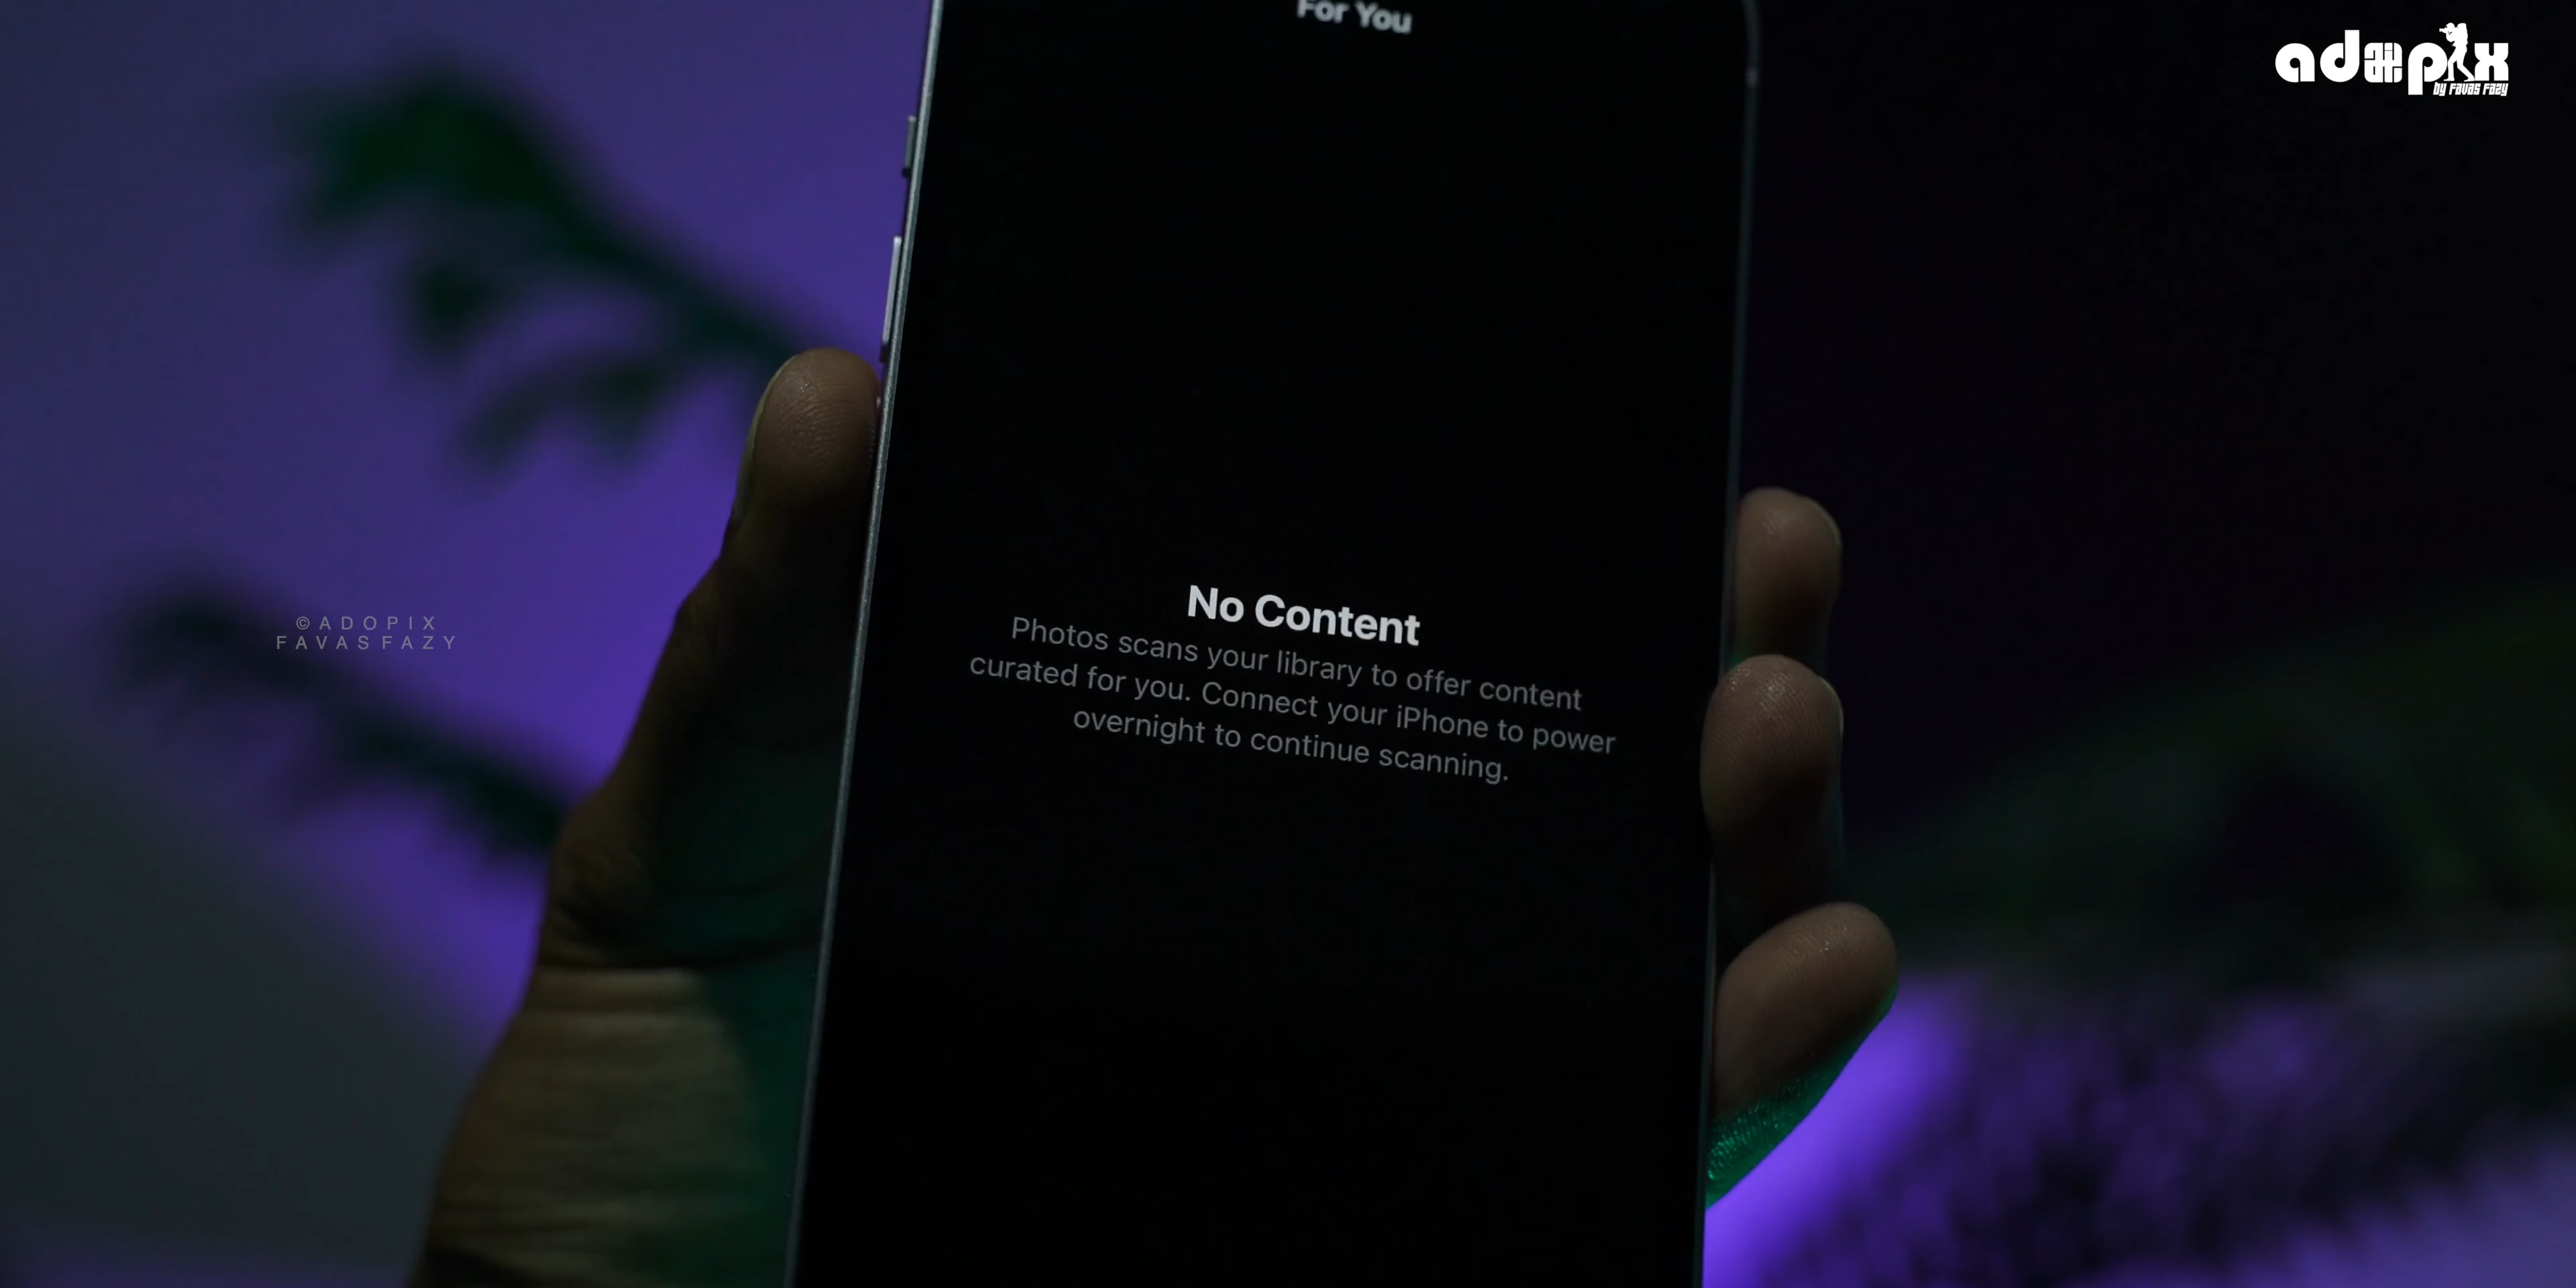 For You
adopix
by FAVAS FAZY
No Content
Photos scans your library to offer content
curated for you. Connect your iPhone to power
overnight to continue scanning.
©ADOPIX
FAVASFAZY